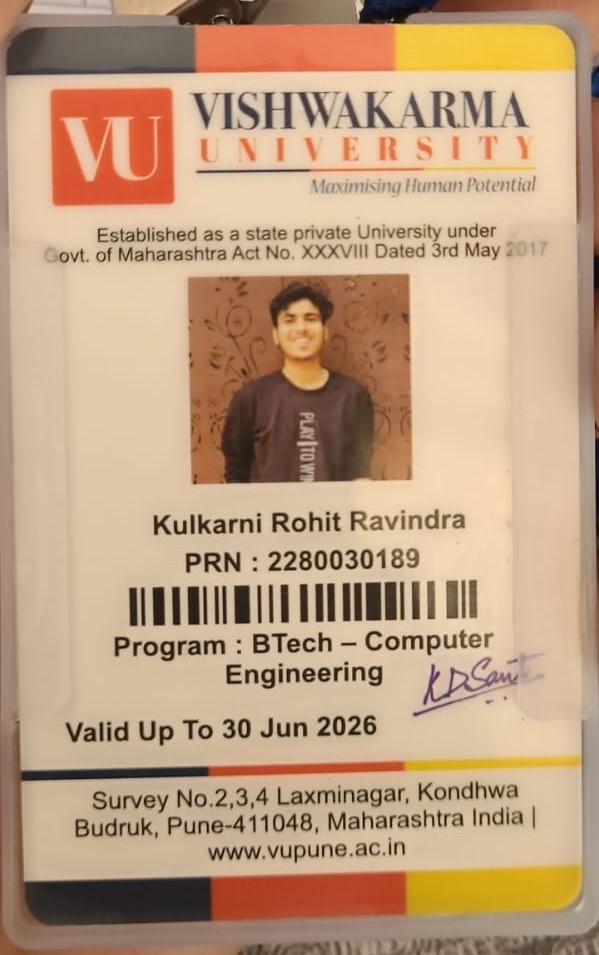 VU
VISHWAKARMA
UNIVERSITY
Maximising Human Potential
Established as a state private University under
Govt. of Maharashtra Act No. XXXVIII Dated 3rd May 2017
PLAY TO WIN
Kulkarni Rohit Ravindra
PRN : 2280030189
Program : BTech – Computer
Engineering
Valid Up To 30 Jun 2026
Survey No.2,3,4 Laxminagar, Kondhwa
Budruk, Pune-411048, Maharashtra India |
www.vupune.ac.in